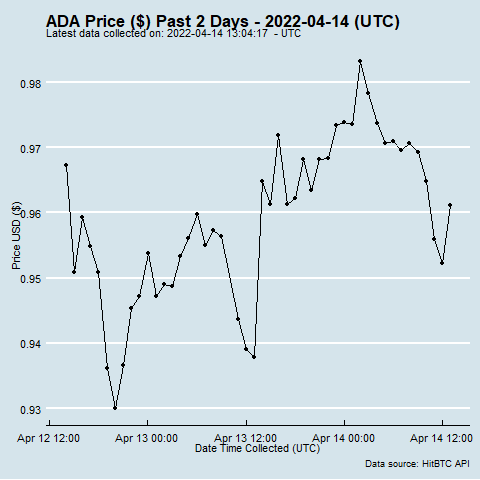 ADA Price ($) Past 2 Days - 2022-04-14 (UTC)
Latest data collected on: 2022-04-14 13:04:17 - UTC
Price USD ($)
0.98
0.97
0.96
0.95
0.94
0.93
Apr 12 12:00 Apr 13 00:00 Apr 13 12:00 Apr 14 00:00 Apr 14 12:00
Date Time Collected (UTC)
Data source: HitBTC API